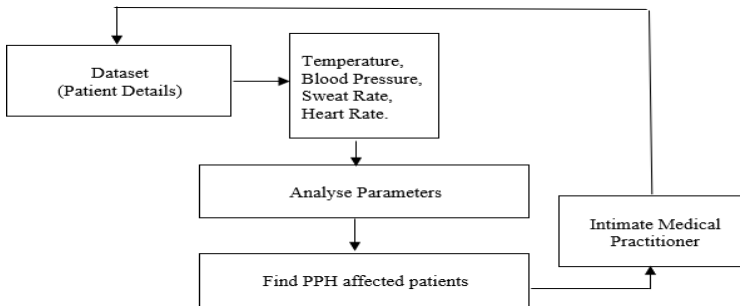 Dataset
(Patient Details)
Temperature,
Blood Pressure,
Sweat Rate,
Heart Rate.
Analyse Parameters
Find PPH affected patients
Intimate Medical
Practitioner